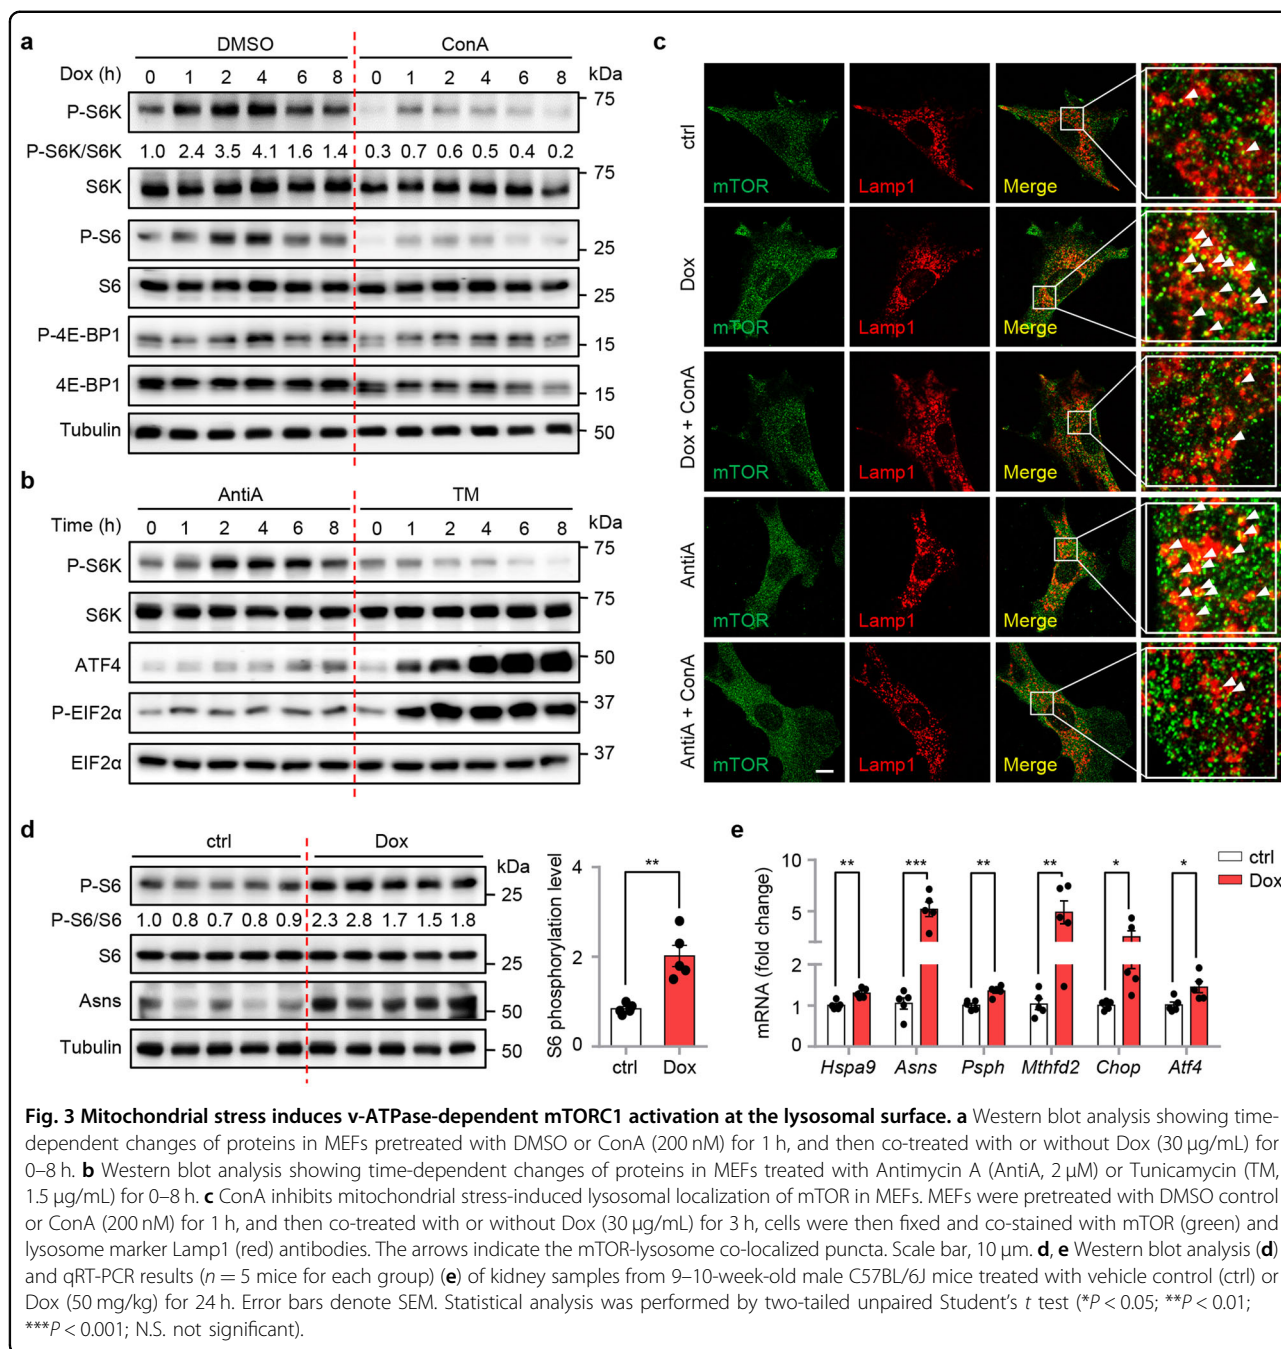 a
DMSO ConA
Dox (h) 0 1 2 4 6 8 0 1 2 4 6 8 kDa
P-S6K 75
P-S6K/S6K 1.0 2.4 3.5 4.1 1.6 1.4 0.3 0.7 0.6 0.5 0.4 0.2
S6K 75
P-S6 25
S6 25
P-4E-BP1 15
4E-BP1 15
Tubulin 50
b
AntiA TM
Time (h) 0 1 2 4 6 8 0 1 2 4 6 8 kDa
P-S6K 75
S6K 75
ATF4 50
P-EIF2α 37
EIF2α 37
c
ctrl mTOR Lamp1 Merge
Dox mTOR Lamp1 Merge
Dox + ConA mTOR Lamp1 Merge
AntiA mTOR Lamp1 Merge
AntiA + ConA mTOR Lamp1 Merge
d
ctrl Dox
kDa
P-S6 25
P-S6/S6 1.0 0.8 0.7 0.8 0.9 2.3 2.8 1.7 1.5 1.8
S6 25
Asns 50
Tubulin 50
S6 phosphorylation level
4
2
0
**
ctrl Dox
e
mRNA (fold change)
10
5
2
1
0
** *** ** ** * *
ctrl
Dox
Hspa9 Asns Psph Mthfd2 Chop Atf4
Fig. 3 Mitochondrial stress induces v-ATPase-dependent mTORC1 activation at the lysosomal surface. a Western blot analysis showing time-
dependent changes of proteins in MEFs pretreated with DMSO or ConA (200 nM) for 1 h, and then co-treated with or without Dox (30 µg/mL) for
0–8 h. b Western blot analysis showing time-dependent changes of proteins in MEFs treated with Antimycin A (AntiA, 2 µM) or Tunicamycin (TM,
1.5 µg/mL) for 0–8 h. c ConA inhibits mitochondrial stress-induced lysosomal localization of mTOR in MEFs. MEFs were pretreated with DMSO control
or ConA (200 nM) for 1 h, and then co-treated with or without Dox (30 µg/mL) for 3 h, cells were then fixed and co-stained with mTOR (green) and
lysosome marker Lamp1 (red) antibodies. The arrows indicate the mTOR-lysosome co-localized puncta. Scale bar, 10 µm. d, e Western blot analysis (d)
and qRT-PCR results (n = 5 mice for each group) (e) of kidney samples from 9–10-week-old male C57BL/6J mice treated with vehicle control (ctrl) or
Dox (50 mg/kg) for 24 h. Error bars denote SEM. Statistical analysis was performed by two-tailed unpaired Student's t test (*P < 0.05; **P < 0.01;
***P < 0.001; N.S. not significant).